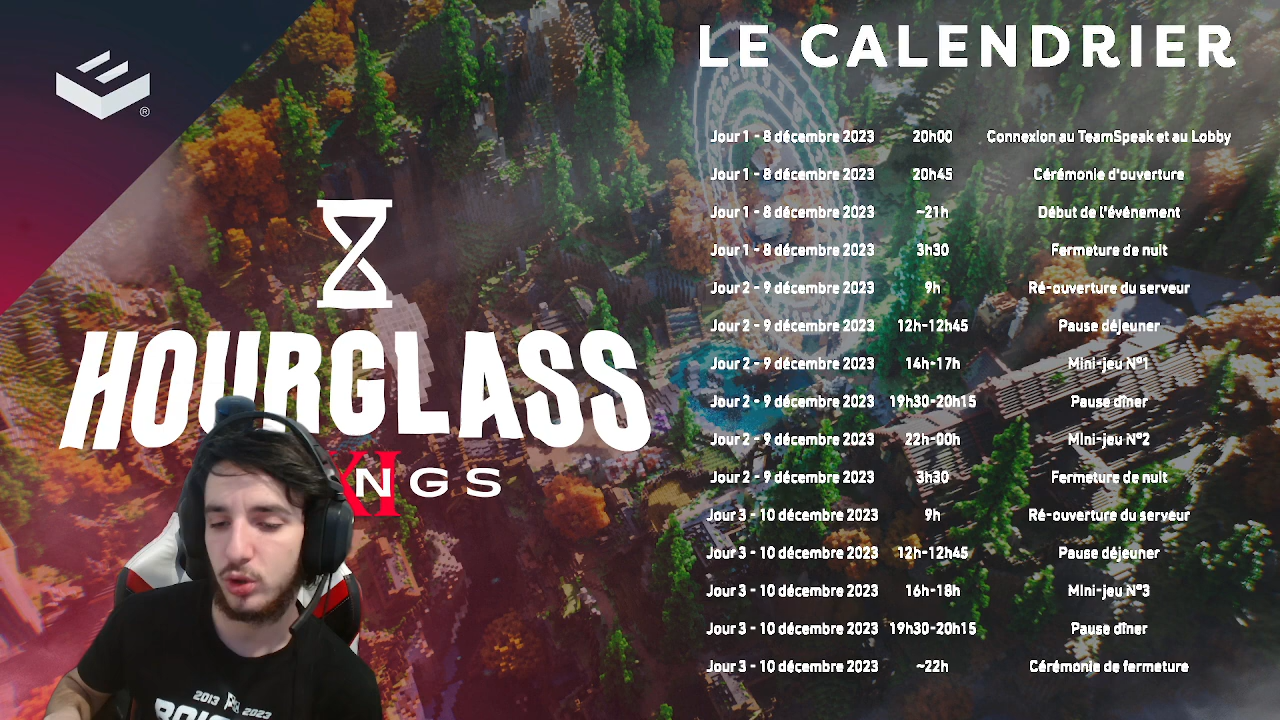 LE CALENDRIER
Jour 1 - 8 décembre 2023 20h00 Connexion au TeamSpeak et au Lobby
Jour 1 - 8 décembre 2023 20h45 Cérémonie d'ouverture
Jour 1 - 8 décembre 2023 ~21h Début de l'événement
Jour 1 - 8 décembre 2023 3h30 Fermeture de nuit
Jour 2 - 9 décembre 2023 9h Ré-ouverture du serveur
Jour 2 - 9 décembre 2023 12h-12h45 Pause déjeuner
Jour 2 - 9 décembre 2023 14h-17h Mini-jeu N°1
Jour 2 - 9 décembre 2023 19h30-20h15 Pause dîner
Jour 2 - 9 décembre 2023 22h-00h Mini-jeu N°2
Jour 2 - 9 décembre 2023 3h30 Fermeture de nuit
Jour 3 - 10 décembre 2023 9h Ré-ouverture du serveur
Jour 3 - 10 décembre 2023 12h-12h45 Pause déjeuner
Jour 3 - 10 décembre 2023 16h-18h Mini-jeu N°3
Jour 3 - 10 décembre 2023 19h30-20h15 Pause dîner
Jour 3 - 10 décembre 2023 ~22h Cérémonie de fermeture
®
HOURGLASS
XI
NGS
2013 2023